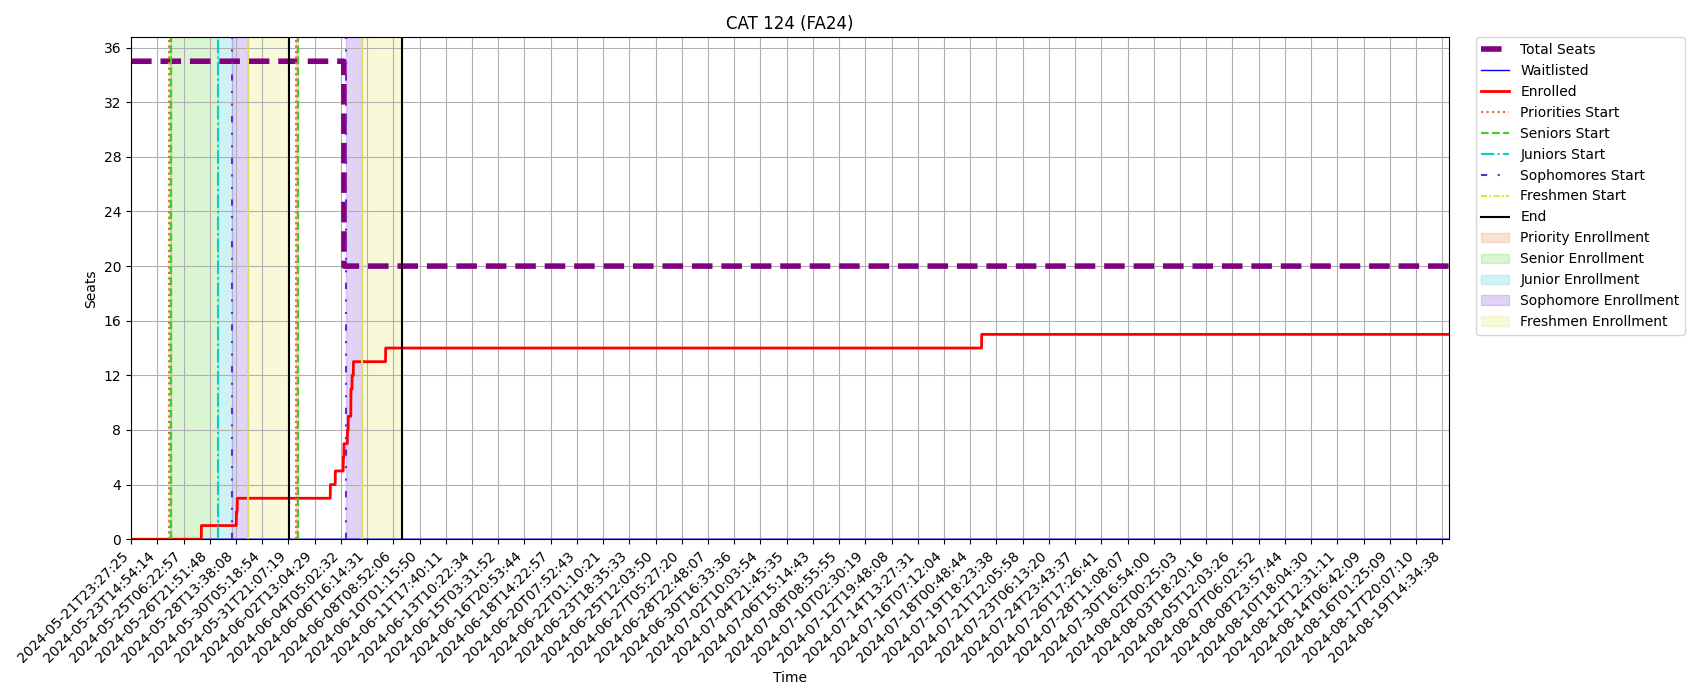 CAT 124 (FA24)
36
32
28
24
20
16
12
8
4
0
Seats
2024-05-21T23:27:25
2024-05-23T14:54:14
2024-05-25T06:22:57
2024-05-26T21:51:48
2024-05-28T13:38:08
2024-05-30T05:18:54
2024-05-31T21:07:19
2024-06-02T13:04:29
2024-06-04T05:02:32
2024-06-06T16:14:31
2024-06-08T08:52:06
2024-06-10T01:15:50
2024-06-11T17:40:11
2024-06-13T10:22:34
2024-06-15T03:31:52
2024-06-16T20:53:44
2024-06-18T14:22:57
2024-06-20T07:52:43
2024-06-22T01:10:21
2024-06-23T18:35:33
2024-06-25T12:03:50
2024-06-27T05:27:20
2024-06-28T22:48:07
2024-06-30T16:33:36
2024-07-02T10:03:54
2024-07-04T21:45:35
2024-07-06T15:14:43
2024-07-08T08:55:55
2024-07-10T02:30:19
2024-07-12T19:48:08
2024-07-14T13:27:31
2024-07-16T07:12:04
2024-07-18T00:48:44
2024-07-19T18:23:38
2024-07-21T12:05:58
2024-07-23T06:13:20
2024-07-24T23:43:37
2024-07-26T17:26:41
2024-07-28T11:08:07
2024-07-30T16:54:00
2024-08-02T00:25:03
2024-08-03T18:20:16
2024-08-05T12:03:26
2024-08-07T06:02:52
2024-08-08T23:57:44
2024-08-10T18:04:30
2024-08-12T12:31:11
2024-08-14T06:42:09
2024-08-16T01:25:09
2024-08-17T20:07:10
2024-08-19T14:34:38
Time
Total Seats
Waitlisted
Enrolled
Priorities Start
Seniors Start
Juniors Start
Sophomores Start
Freshmen Start
End
Priority Enrollment
Senior Enrollment
Junior Enrollment
Sophomore Enrollment
Freshmen Enrollment